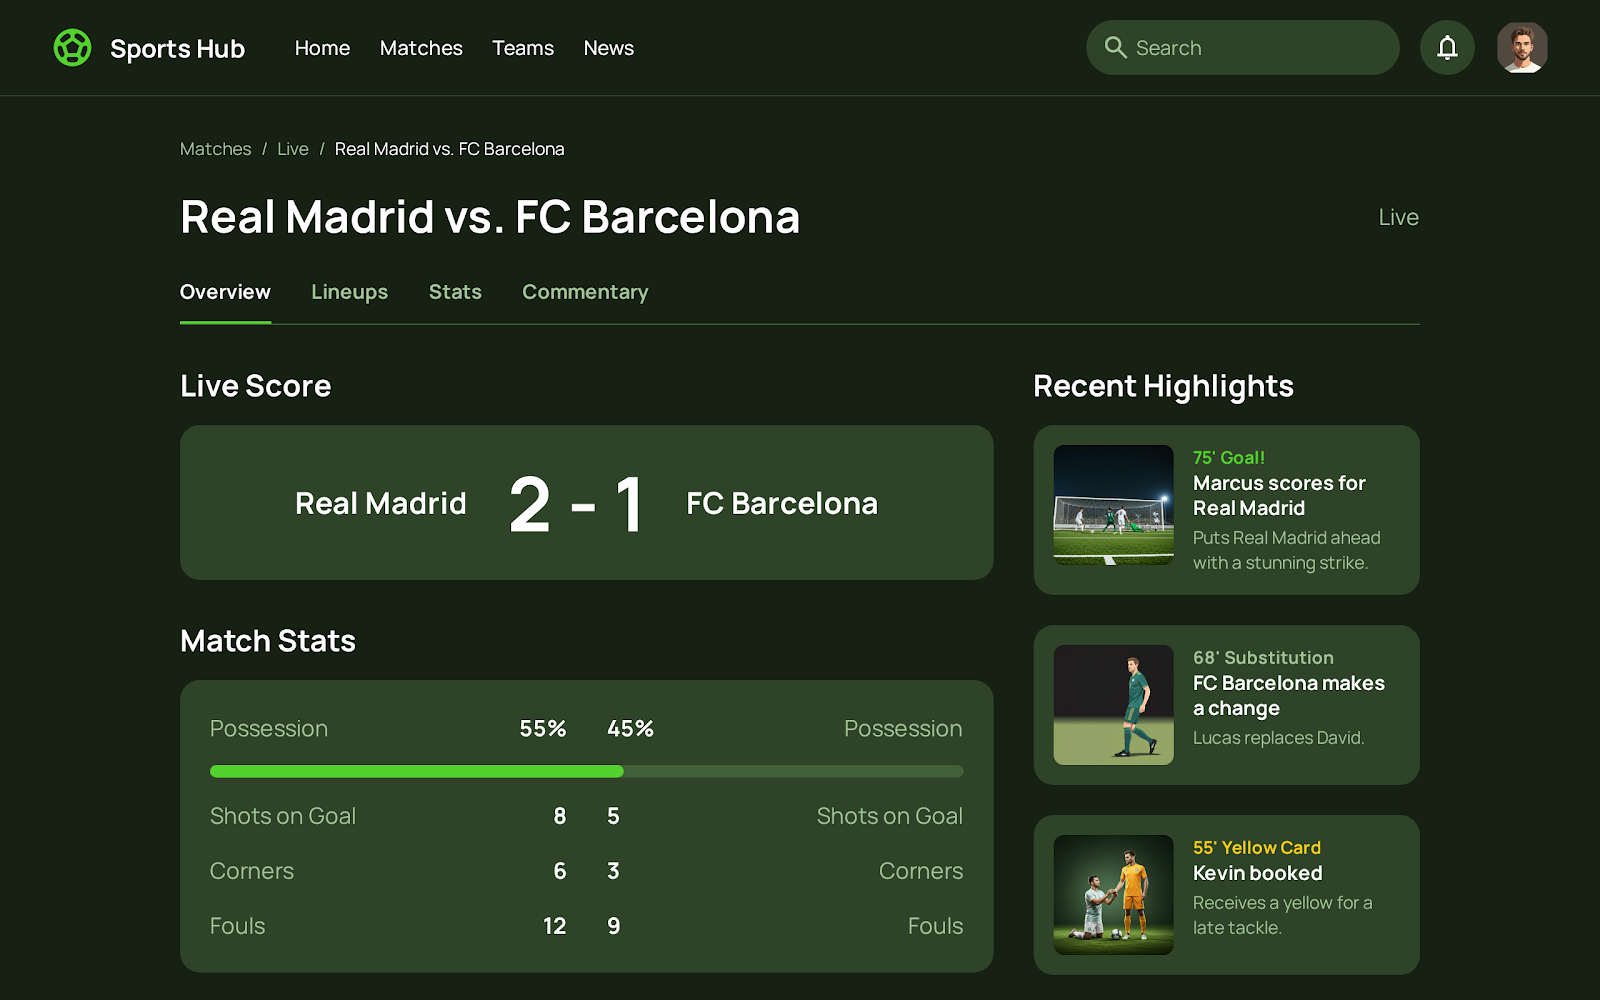 Sports Hub
Home
Matches
Teams
News
Search
Matches / Live / Real Madrid vs. FC Barcelona
Real Madrid vs. FC Barcelona
Live
Overview
Lineups
Stats
Commentary
Live Score
Real Madrid
2 - 1
FC Barcelona
Match Stats
Possession 55% 45% Possession
Shots on Goal 8 5 Shots on Goal
Corners 6 3 Corners
Fouls 12 9 Fouls
Recent Highlights
75' Goal!
Marcus scores for
Real Madrid
Puts Real Madrid ahead
with a stunning strike.
68' Substitution
FC Barcelona makes
a change
Lucas replaces David.
55' Yellow Card
Kevin booked
Receives a yellow for a
late tackle.